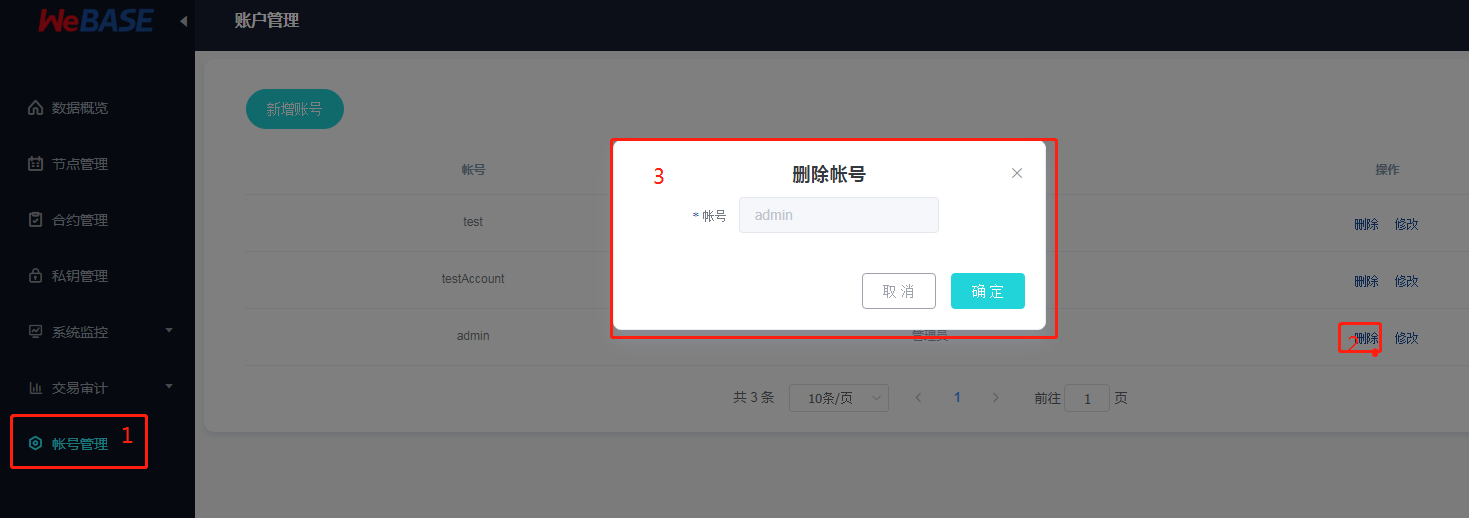 WeBASE
账户管理
数据概览
节点管理
合约管理
私钥管理
系统监控
交易审计
帐号管理 1
新增账号
帐号 操作
test 删除 修改
testAccount 删除 修改
admin 管理员 删除 修改
2
共 3 条 10条/页 1 前往 1 页
3 删除帐号
* 帐号 admin
取 消 确 定